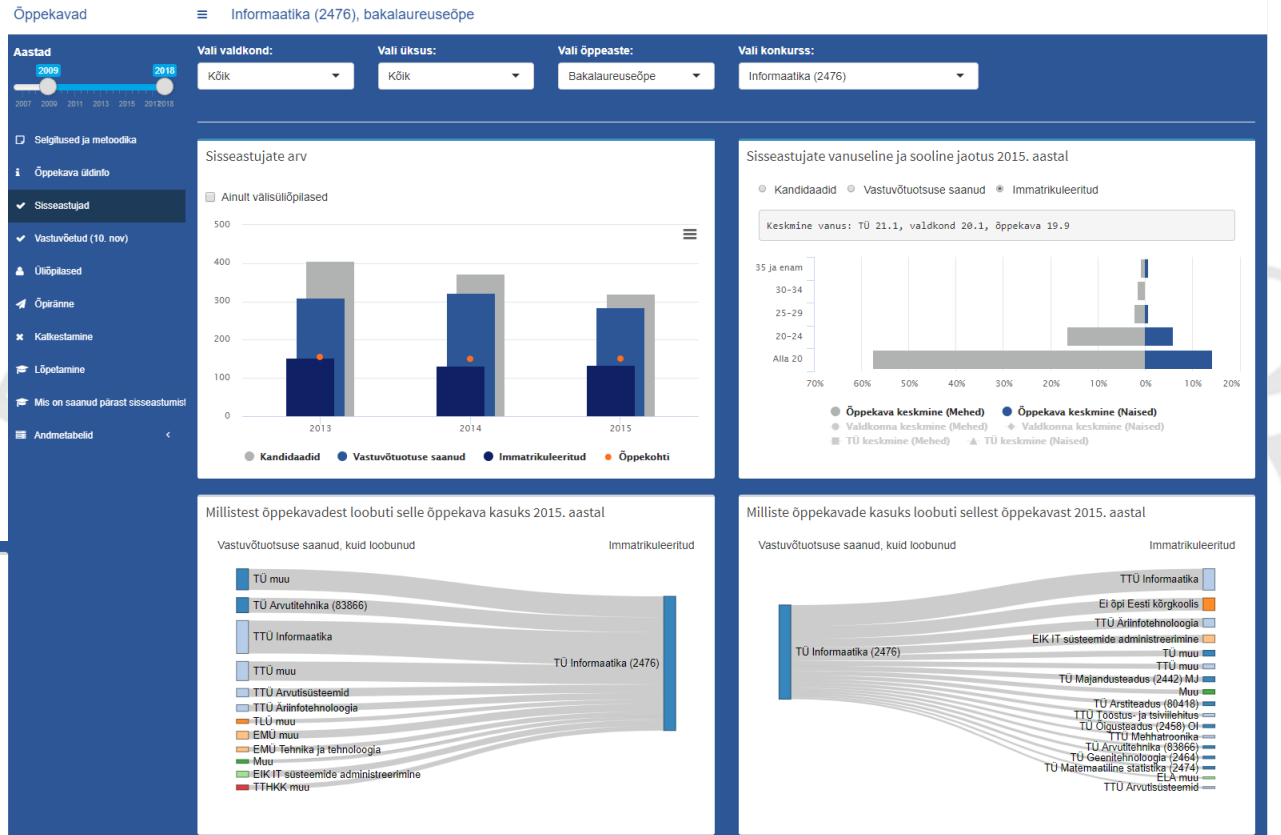 Õppekavad
≡ Informaatika (2476), bakalaureuseõpe
Aastad
2009 2018
2007 2009 2011 2013 2015 2017 2018
Selgitused ja metoodika
Õppekava üldinfo
Sisseastujad
Vastuvõetud (10. nov)
Üliõpilased
Õpiränne
Katkestamine
Lõpetamine
Mis on saanud pärast sisseastumist
Andmetabelid
Vali valdkond: Vali üksus: Vali õppeaste: Vali konkurss:
Kõik Kõik Bakalaureuseõpe Informaatika (2476)
Sisseastujate arv
Ainult välisüliõpilased
500
400
300
200
100
0
2013 2014 2015
Kandidaadid Vastuvõtuotsuse saanud Immatrikuleeritud Õppekohti
Sisseastujate vanuseline ja sooline jaotus 2015. aastal
Kandidaadid Vastuvõtuotsuse saanud Immatrikuleeritud
Keskmine vanus: TÜ 21.1, valdkond 20.1, õppekava 19.9
35 ja enam
30-34
25-29
20-24
Alla 20
70% 60% 50% 40% 30% 20% 10% 0% 10% 20%
Õppekava keskmine (Mehed) Õppekava keskmine (Naised)
Valdkonna keskmine (Mehed) Valdkonna keskmine (Naised)
TÜ keskmine (Mehed) TÜ keskmine (Naised)
Millistest õppekavadest loobuti selle õppekava kasuks 2015. aastal
Vastuvõtuotsuse saanud, kuid loobunud Immatrikuleeritud
TÜ muu
TÜ Arvutitehnika (83866)
TTÜ Informaatika
TÜ Informaatika (2476)
TTÜ muu
TTÜ Arvutisüsteemid
TTÜ Äriinfotehnoloogia
TLÜ muu
EMÜ muu
EMÜ Tehnika ja tehnoloogia
Muu
EIK IT süsteemide administreerimine
TTHKK muu
Milliste õppekavade kasuks loobuti sellest õppekavast 2015. aastal
Vastuvõtuotsuse saanud, kuid loobunud Immatrikuleeritud
TTÜ Informaatika
Ei õpi Eesti kõrgkoolis
TTÜ Äriinfotehnoloogia
EIK IT süsteemide administreerimine
TÜ Informaatika (2476)
TÜ muu
TTÜ muu
TÜ Majandusteadus (2442) MJ
Muu
TÜ Arstiteadus (80418)
TTÜ Tööstus- ja tsiviilehitus
TÜ Õigusteadus (2458) OI
TTÜ Mehhatroonika
TÜ Arvutitehnika (83866)
TÜ Geenitehnoloogia (2464)
TÜ Matemaatiline statistika (2474)
ELA muu
TTÜ Arvutisüsteemid